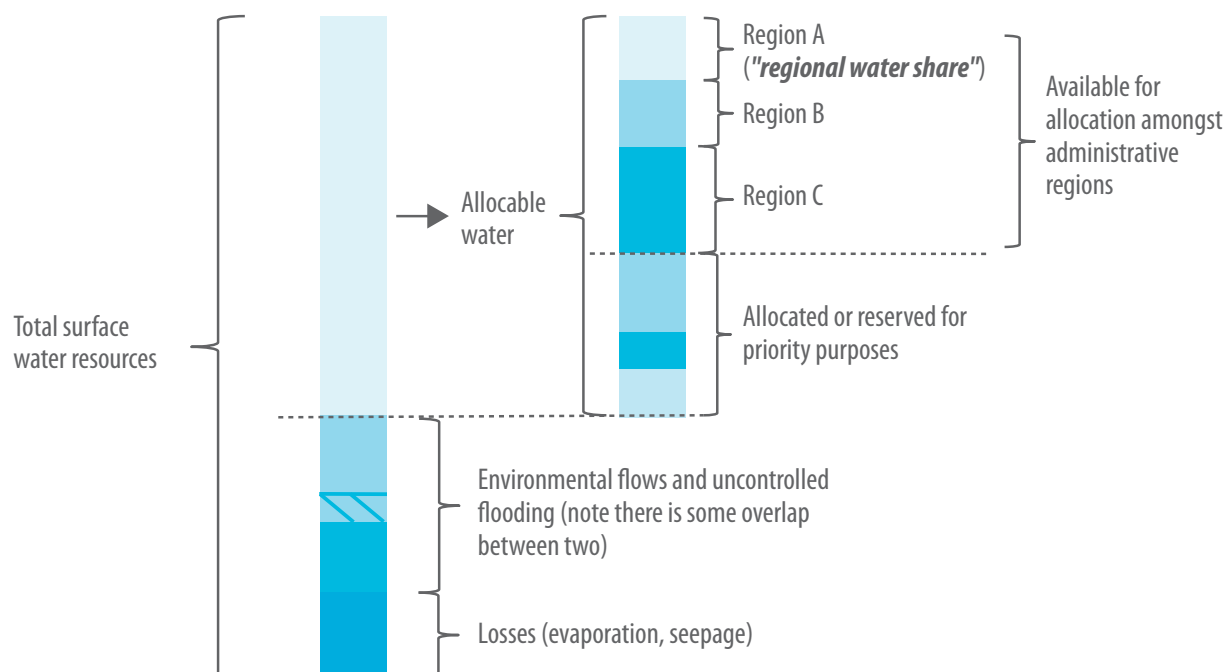 Region A
("regional water share")
Region B
Region C
Available for
allocation amongst
administrative
regions
Allocable
water
Allocated or reserved for
priority purposes
Total surface
water resources
Environmental flows and uncontrolled
flooding (note there is some overlap
between two)
Losses (evaporation, seepage)